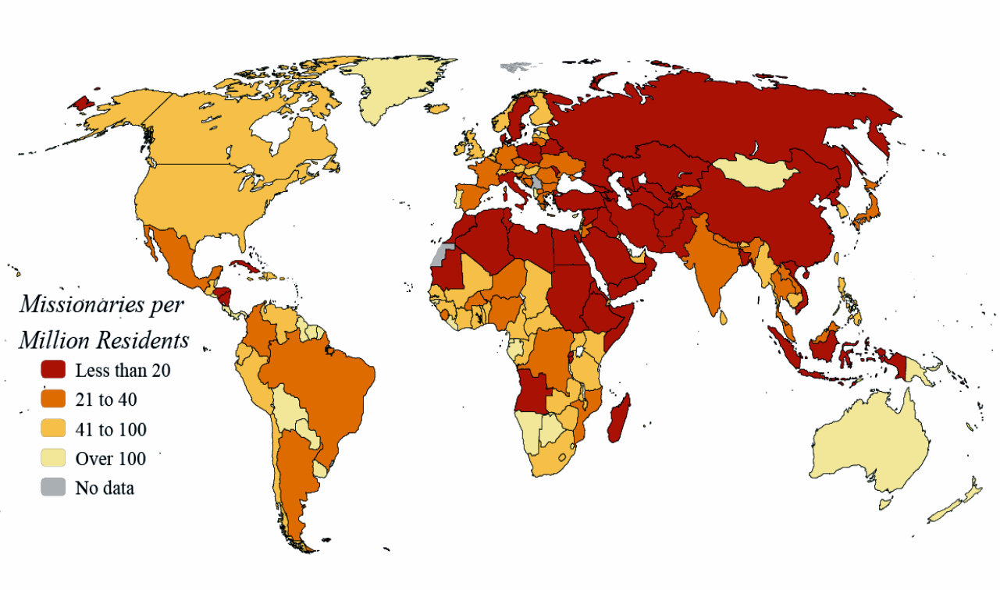 Missionaries per
Million Residents
Less than 20
21 to 40
41 to 100
Over 100
No data